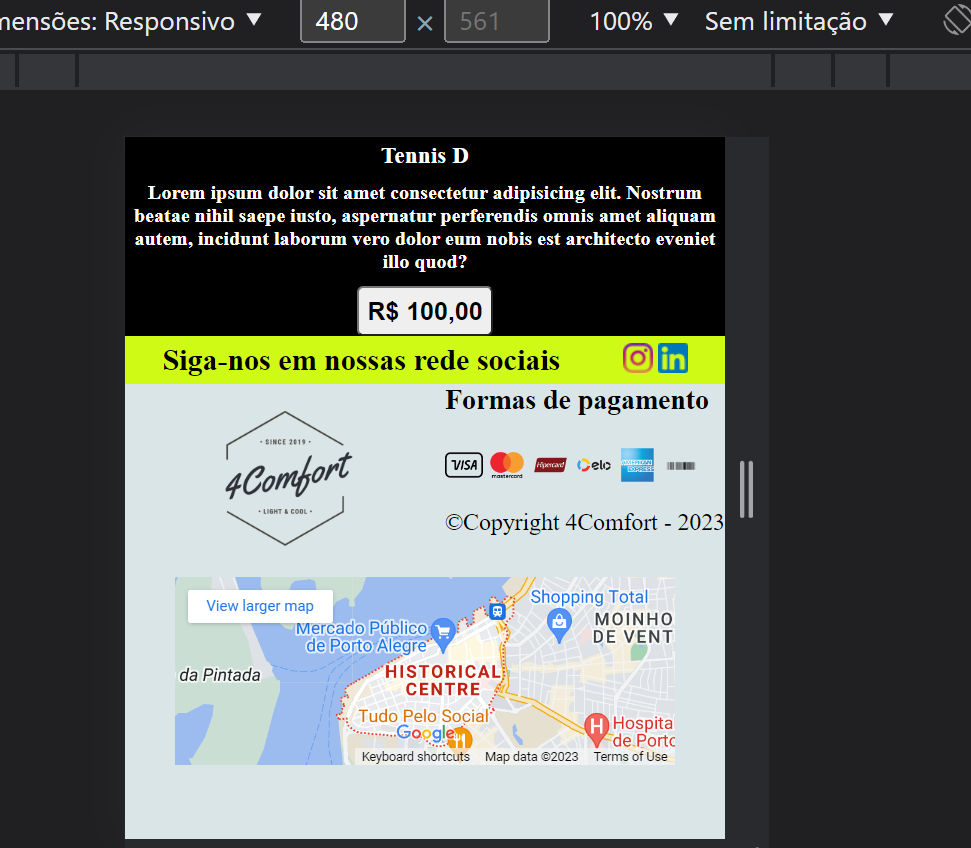 mensões: Responsivo ▼ 480 × 561 100% ▼ Sem limitação ▼
Tennis D
Lorem ipsum dolor sit amet consectetur adipisicing elit. Nostrum
beatae nihil saepe iusto, aspernatur perferendis omnis amet aliquam
autem, incidunt laborum vero dolor eum nobis est architecto eveniet
illo quod?
R$ 100,00
Siga-nos em nossas rede sociais
in
Formas de pagamento
· SINCE 2019 ·
4Comfort
· LIGHT & COOL ·
VISA
mastercard
Hipercard
elo
AMERICAN
EXPRESS
©Copyright 4Comfort - 2023
View larger map
Shopping Total
Mercado Público
de Porto Alegre
MOINHO
DE VENT
da Pintada
HISTORICAL
CENTRE
Tudo Pelo Social
Google
H
Hospita
de Porto
Keyboard shortcuts
Map data ©2023
Terms of Use